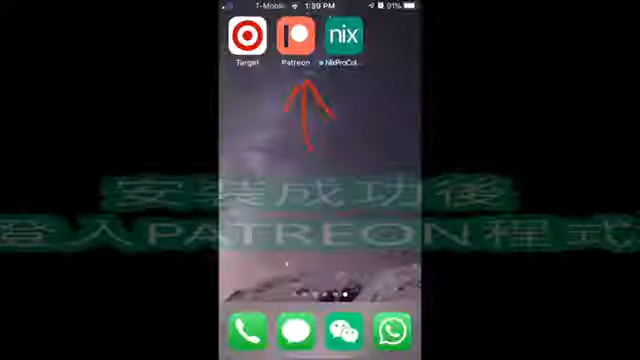 T-Mobile 1:39 PM 91%
nix
Target Patreon NixProCol...
安裝成功後
登入PATREON程式